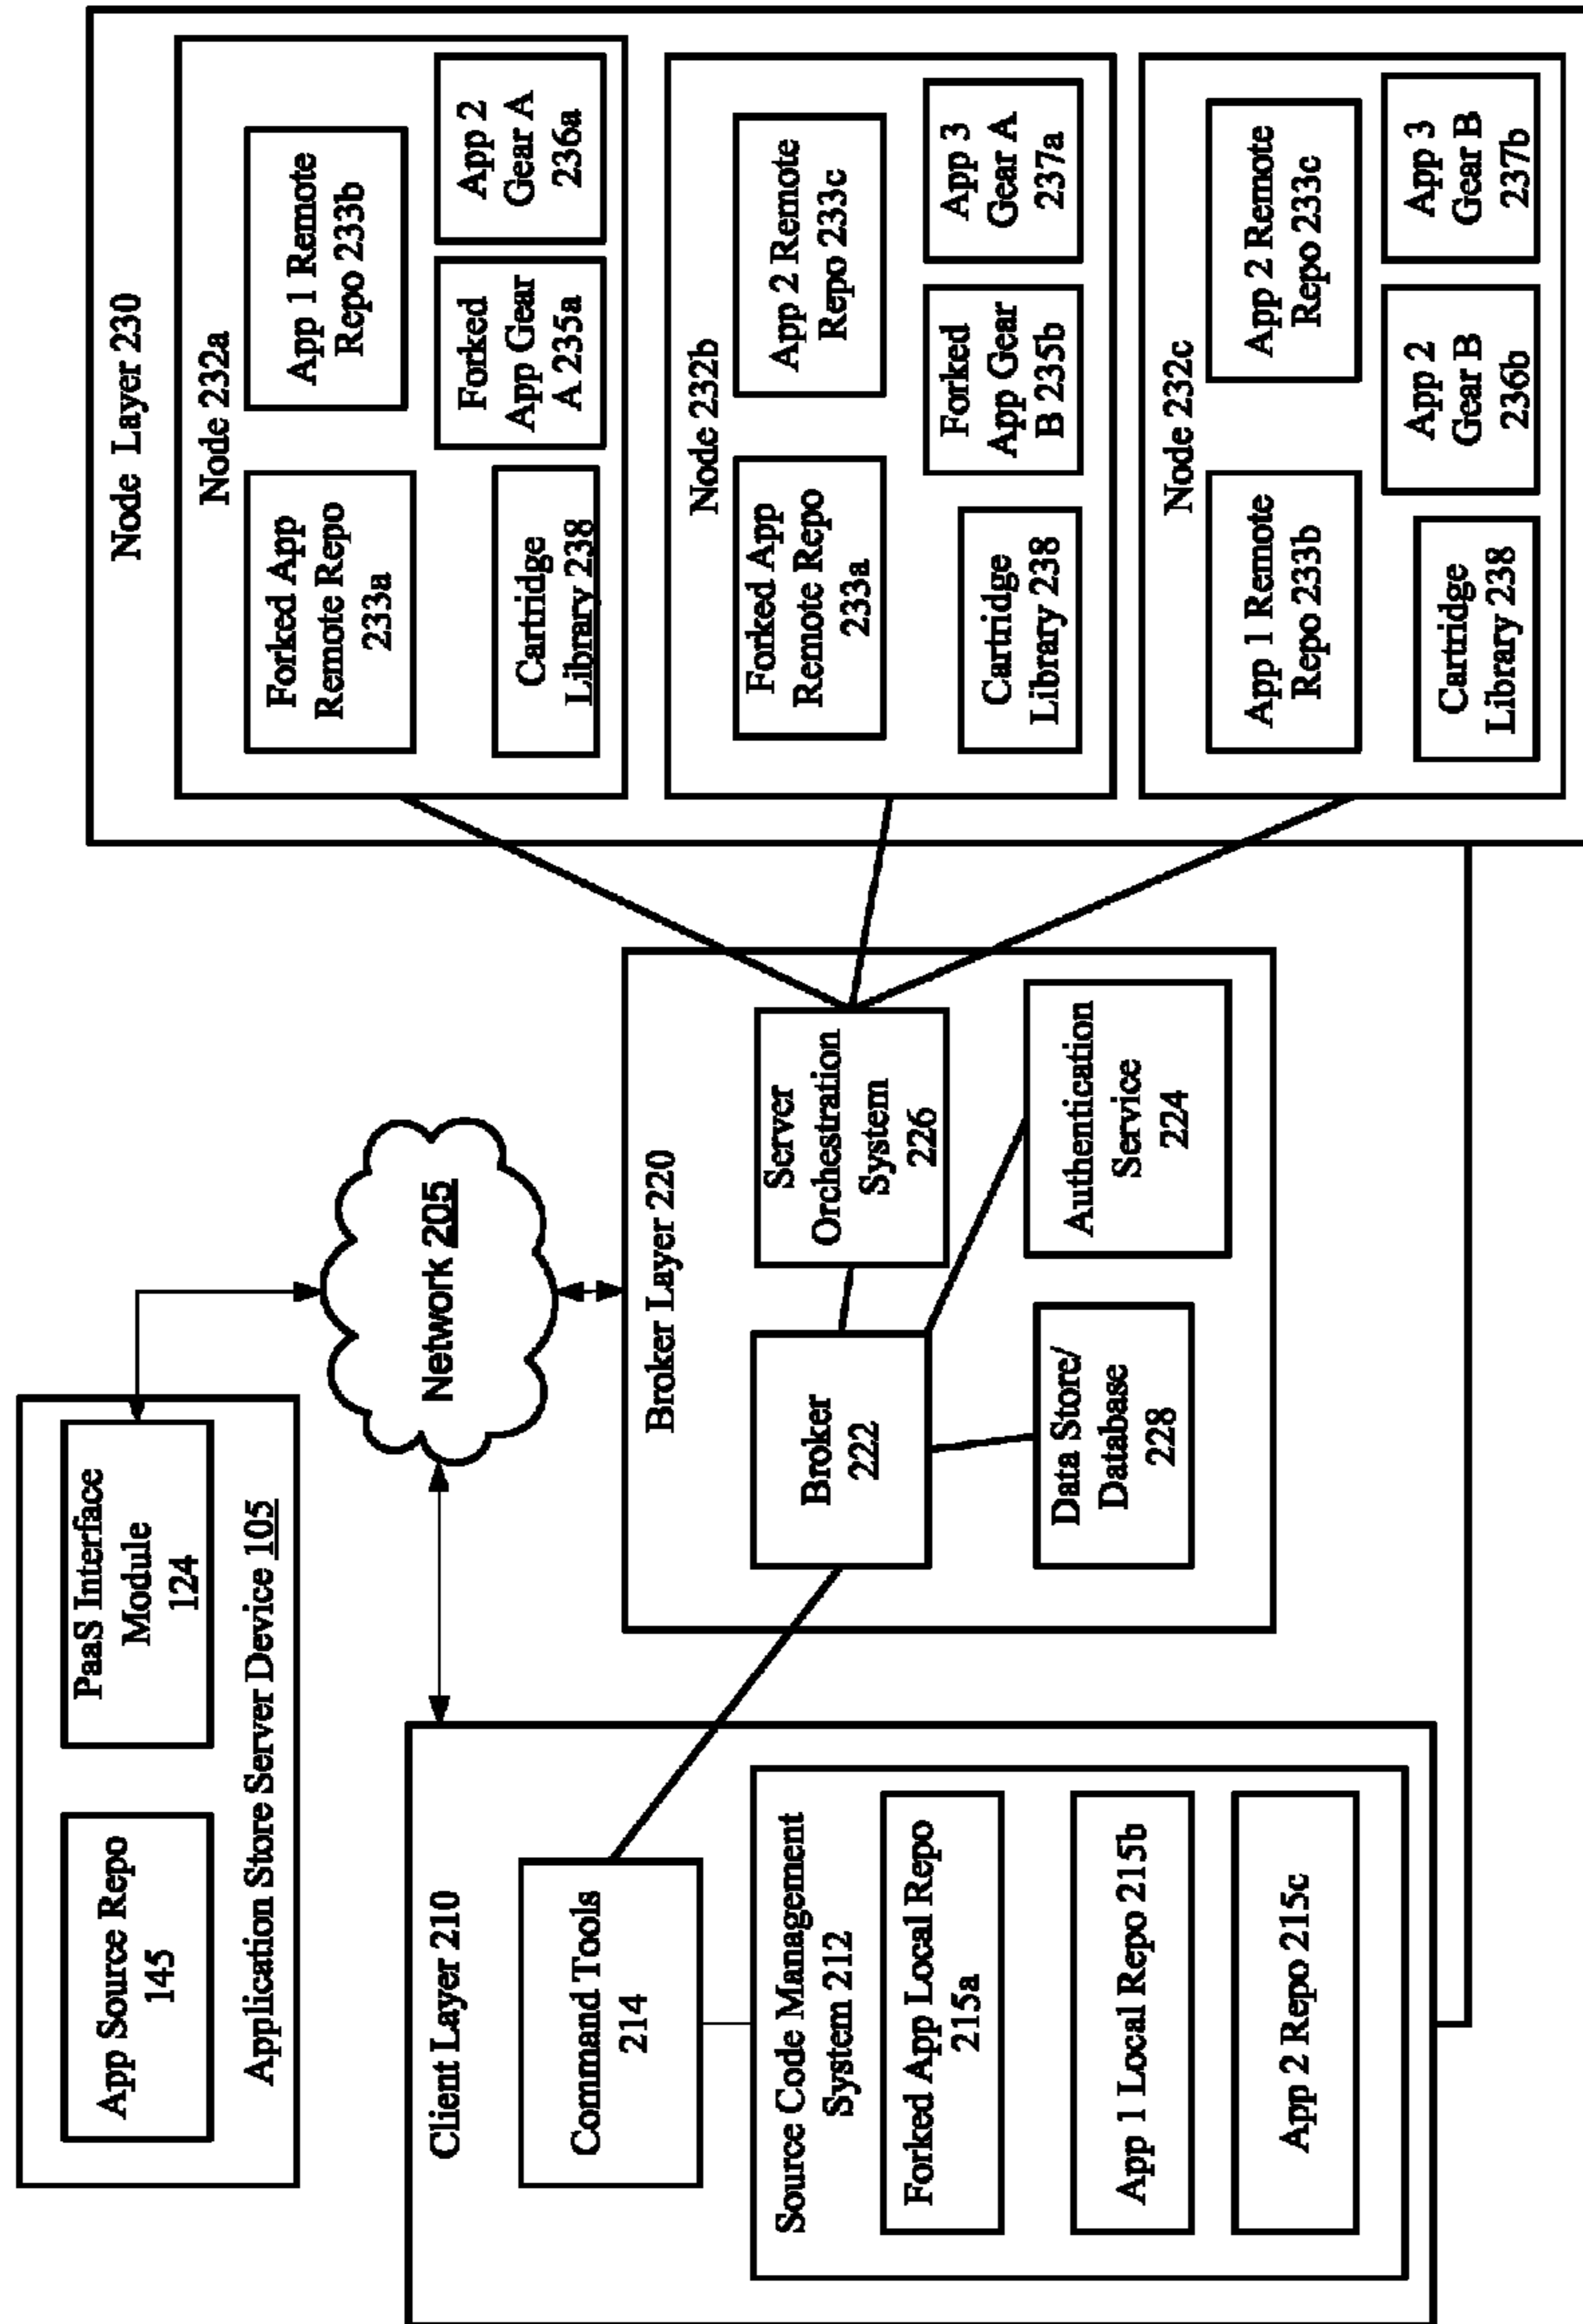 App Source Repo
145
PaaS Interface
Module
124
Application Store Server Device 105
Network 205
Client Layer 210
Command Tools
214
Source Code Management
System 212
Forked App Local Repo
215a
App 1 Local Repo 215b
App 2 Repo 215c
Broker Layer 220
Broker
222
Server
Orchestration
System
226
Data Store/
Database
228
Authentication
Service
224
Node Layer 230
Node 232a
Forked App
Remote Repo
233a
App 1 Remote
Repo 233b
Cartridge
Library 238
Forked
App Gear
A 235a
App 2
Gear A
236a
Node 232b
Forked App
Remote Repo
233a
App 2 Remote
Repo 233c
Cartridge
Library 238
Forked
App Gear
B 235b
App 3
Gear A
237a
Node 232c
App 1 Remote
Repo 233b
App 2 Remote
Repo 233c
Cartridge
Library 238
App 2
Gear B
236b
App 3
Gear B
237b